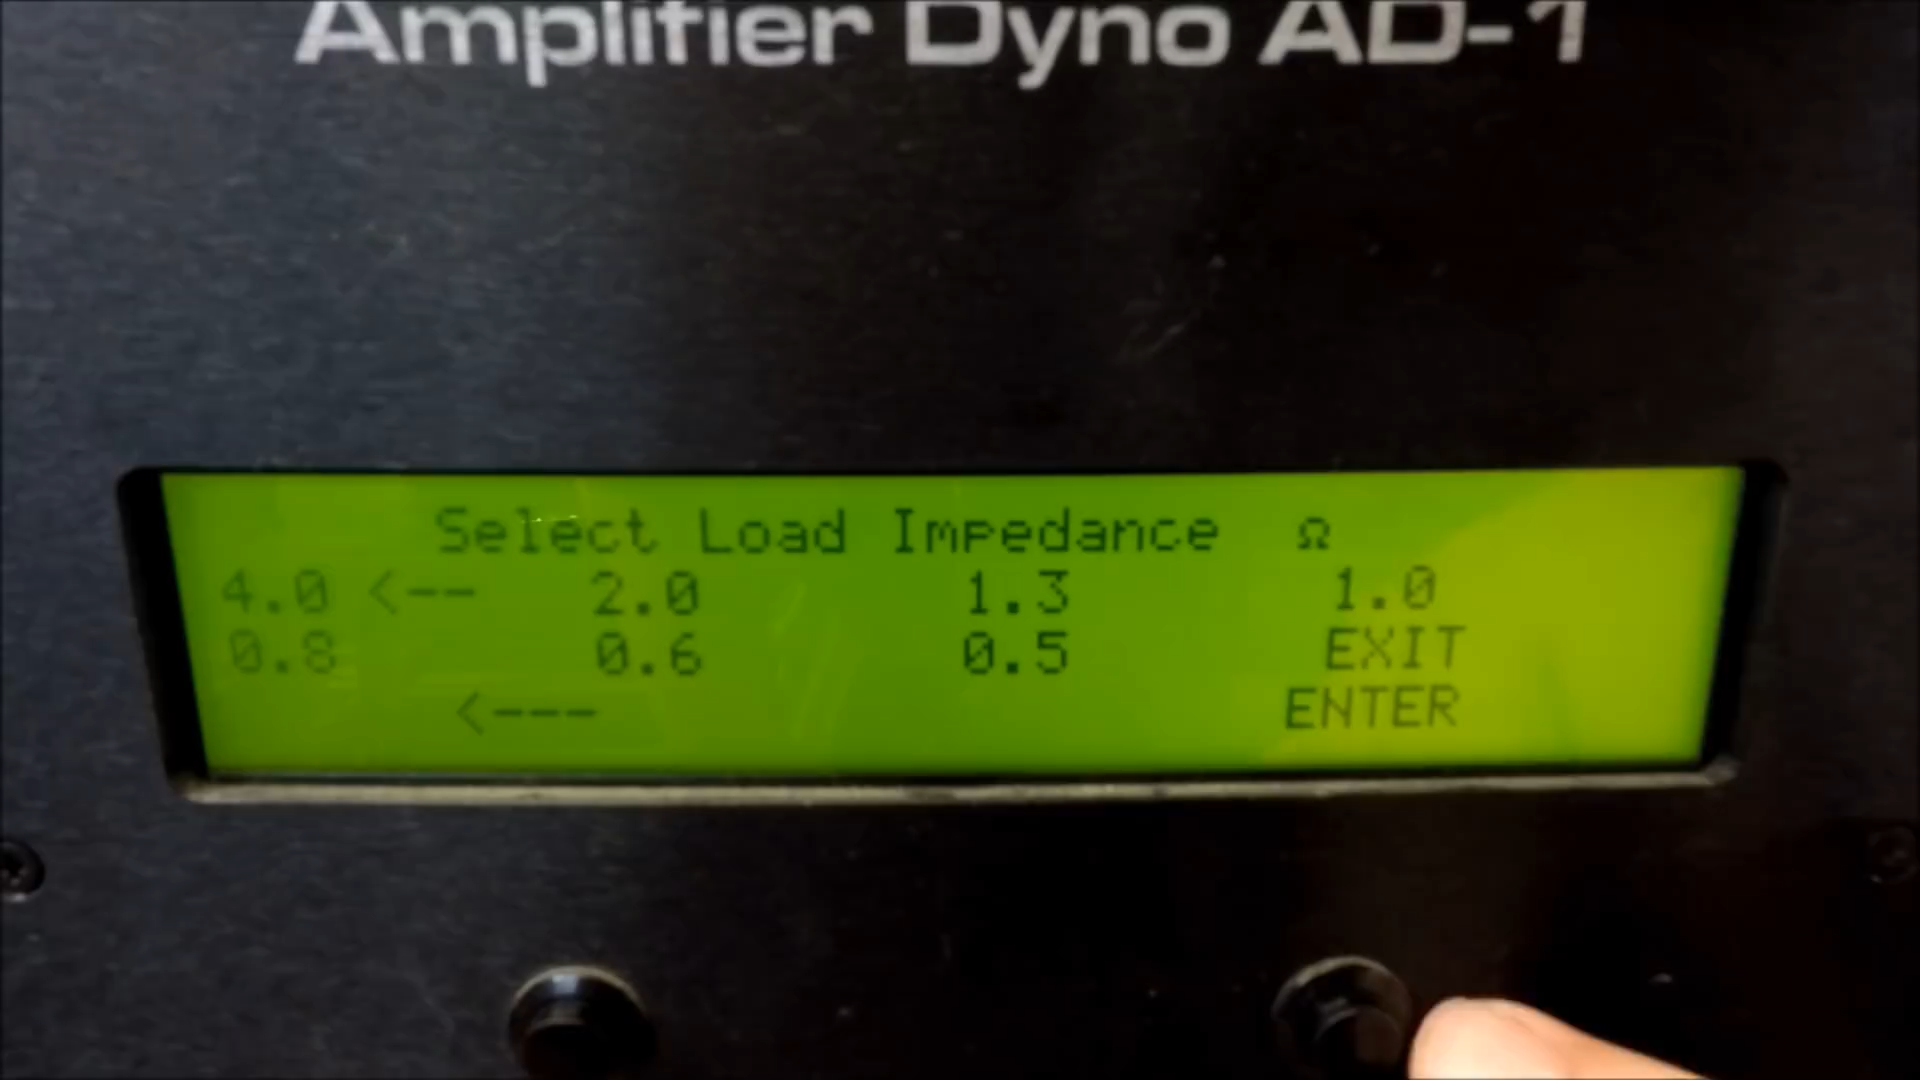 Amplifier Dyno AD-1
Select Load Impedance Ω
4.0 <-- 2.0 1.3 1.0
0.8 0.6 0.5 EXIT
<--- ENTER